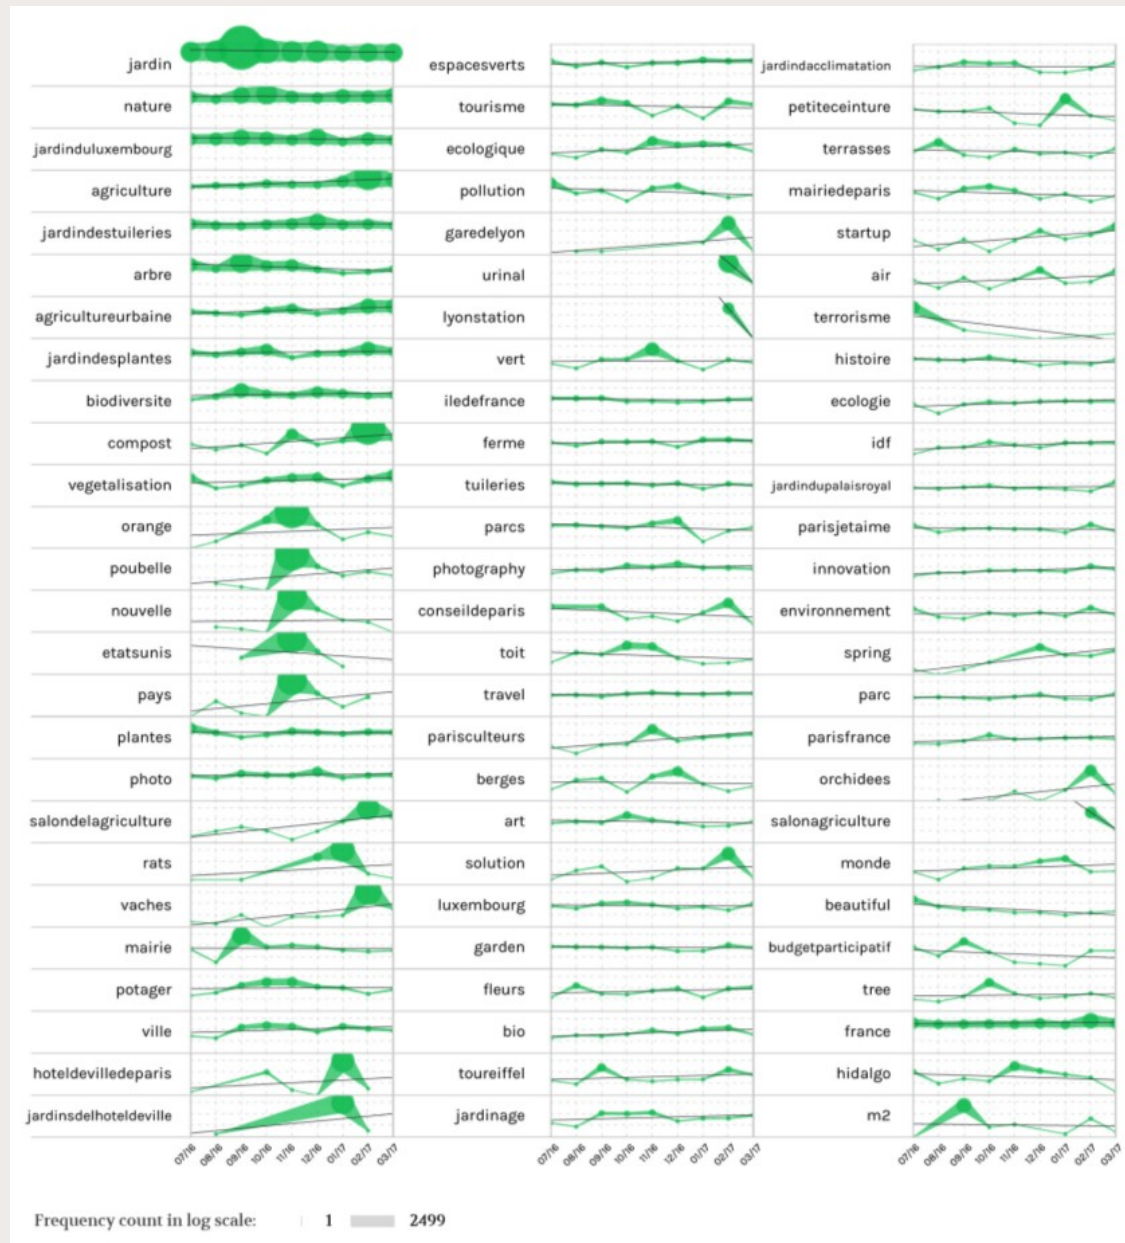 jardin
nature
jardinduluxembourg
agriculture
jardindestuileries
arbre
agricultureurbaine
jardindesplantes
biodiversite
compost
vegetalisation
orange
poubelle
nouvelle
etatsunis
pays
plantes
photo
salondelagriculture
rats
vaches
mairie
potager
ville
hoteldevilledeparis
jardinsdelhoteldeville
07/16 08/16 09/16 10/16 11/16 12/16 01/17 02/17 03/17
espacesverts
tourisme
ecologique
pollution
garedelyon
urinal
lyonstation
vert
iledefrance
ferme
tuileries
parcs
photography
conseildeparis
toit
travel
parisculteurs
berges
art
solution
luxembourg
garden
fleurs
bio
toureiffel
jardinage
07/16 08/16 09/16 10/16 11/16 12/16 01/17 02/17 03/17
jardindacclimatation
petiteceinture
terrasses
mairiedeparis
startup
air
terrorisme
histoire
ecologie
idf
jardindupalaisroyal
parisjetaime
innovation
environnement
spring
parc
parisfrance
orchidees
salonagriculture
monde
beautiful
budgetparticipatif
tree
france
hidalgo
m2
07/16 08/16 09/16 10/16 11/16 12/16 01/17 02/17 03/17
Frequency count in log scale: 1 2499